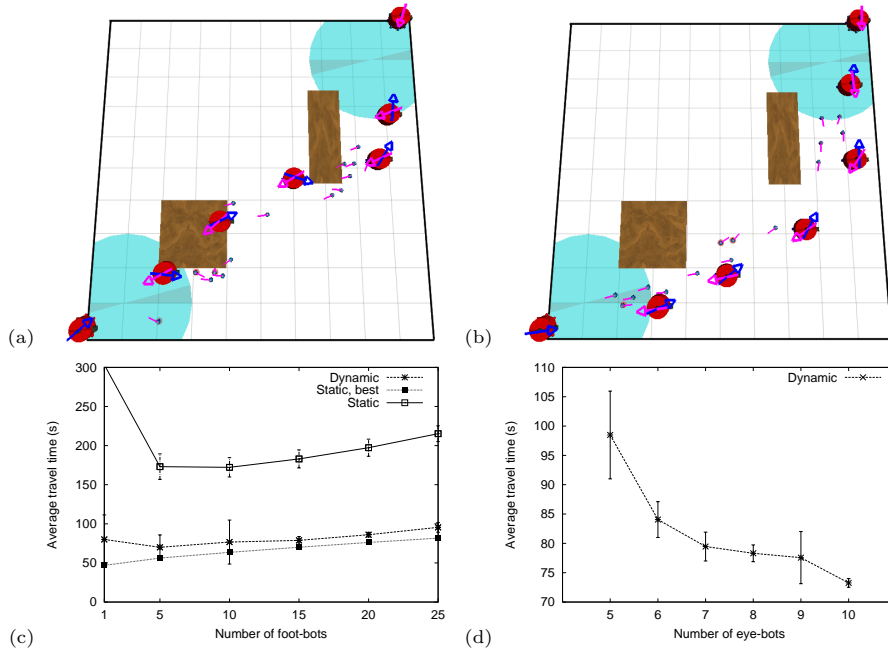 (a)
(b)
Average travel time (s)
300
250
200
150
100
50
0
1
5
10
15
20
25
Number of foot-bots
Dynamic
Static, best
Static
(c)
Average travel time (s)
110
105
100
95
90
85
80
75
70
5
6
7
8
9
10
Number of eye-bots
Dynamic
(d)